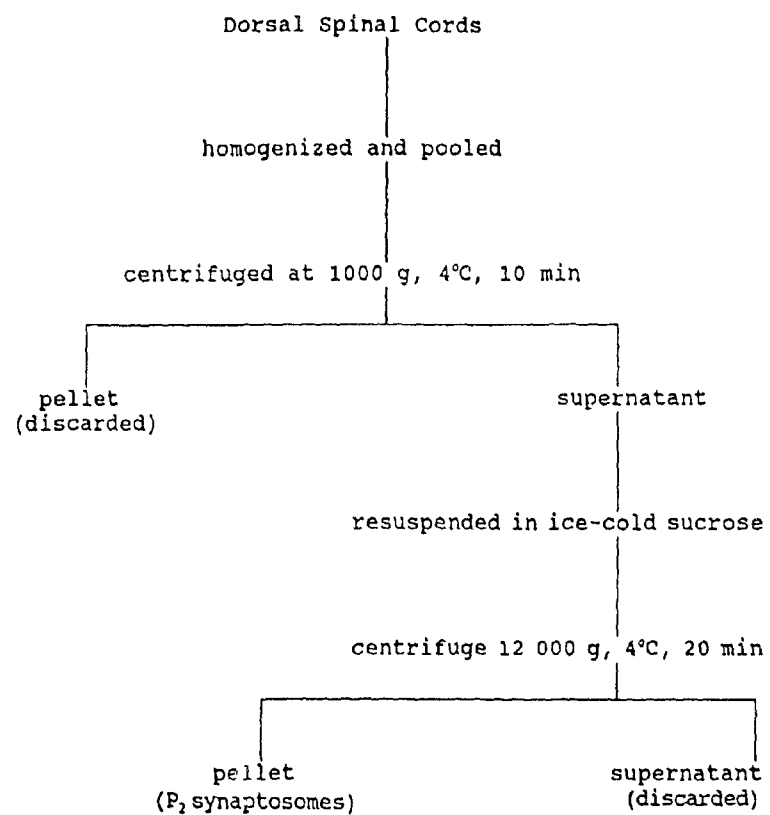 Dorsal Spinal Cords
homogenized and pooled
centrifuged at 1000 g, 4°C, 10 min
pellet
(discarded)
supernatant
resuspended in ice-cold sucrose
centrifuge 12 000 g, 4°C, 20 min
pellet
(P₂ synaptosomes)
supernatant
(discarded)